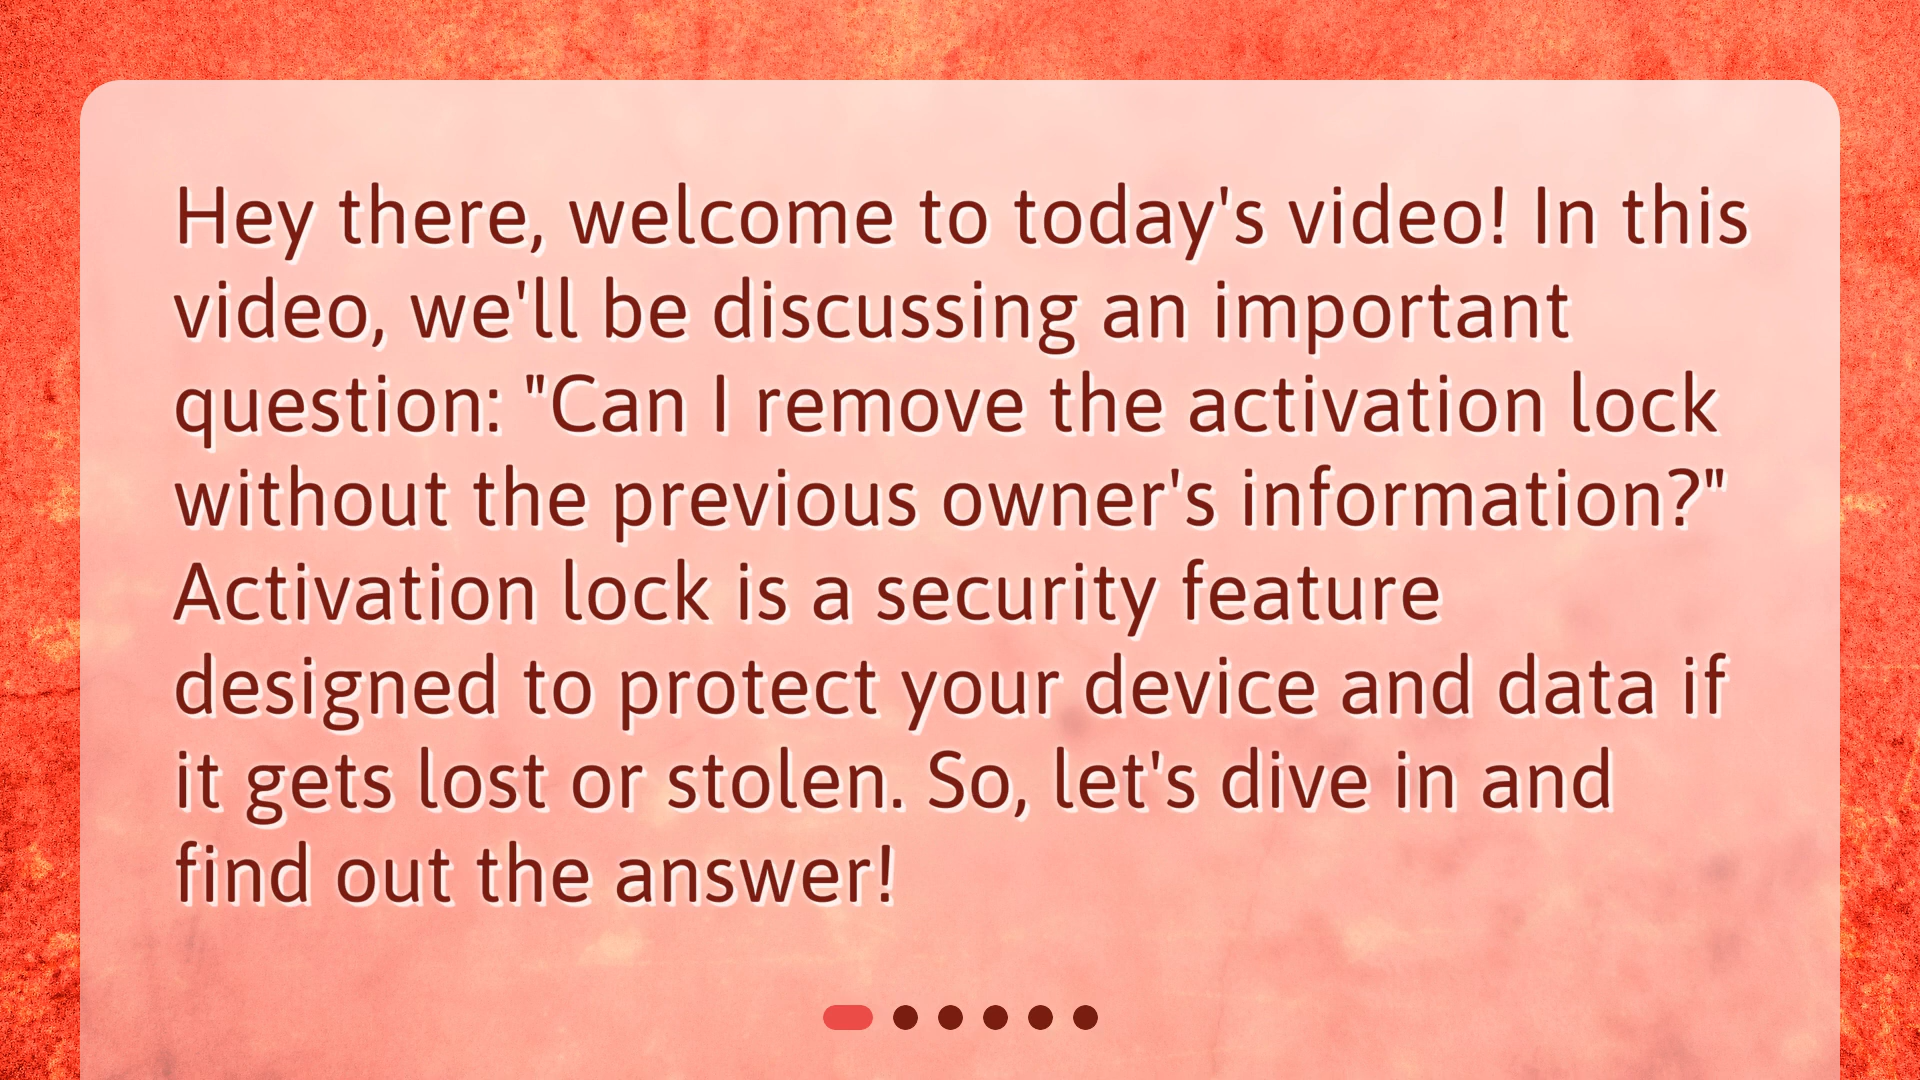 Hey there, welcome to today's video! In this
video, we'll be discussing an important
question: "Can I remove the activation lock
without the previous owner's information?"
Activation lock is a security feature
designed to protect your device and data if
it gets lost or stolen. So, let's dive in and
find out the answer!